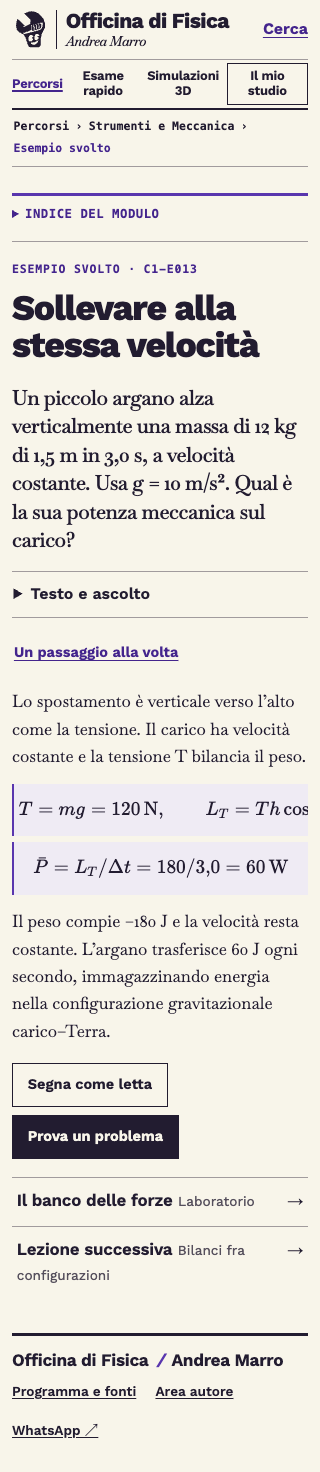 Officina di Fisica
Andrea Marro
Cerca
Percorsi
Esame rapido
Simulazioni 3D
Il mio studio
Percorsi › Strumenti e Meccanica ›
Esempio svolto
▶ INDICE DEL MODULO
ESEMPIO SVOLTO · C1–E013
Sollevare alla
stessa velocità
Un piccolo argano alza
verticalmente una massa di 12 kg
di 1,5 m in 3,0 s, a velocità
costante. Usa g = 10 m/s². Qual è
la sua potenza meccanica sul
carico?
▶ Testo e ascolto
Un passaggio alla volta
Lo spostamento è verticale verso l’alto
come la tensione. Il carico ha velocità
costante e la tensione T bilancia il peso.
T = mg = 120 N, L_T = Th cos
P̄ = L_T/Δt = 180/3,0 = 60 W
Il peso compie −180 J e la velocità resta
costante. L’argano trasferisce 60 J ogni
secondo, immagazzinando energia
nella configurazione gravitazionale
carico–Terra.
Segna come letta
Prova un problema
Il banco delle forze Laboratorio →
Lezione successiva Bilanci fra →
configurazioni
Officina di Fisica / Andrea Marro
Programma e fonti Area autore
WhatsApp ↗